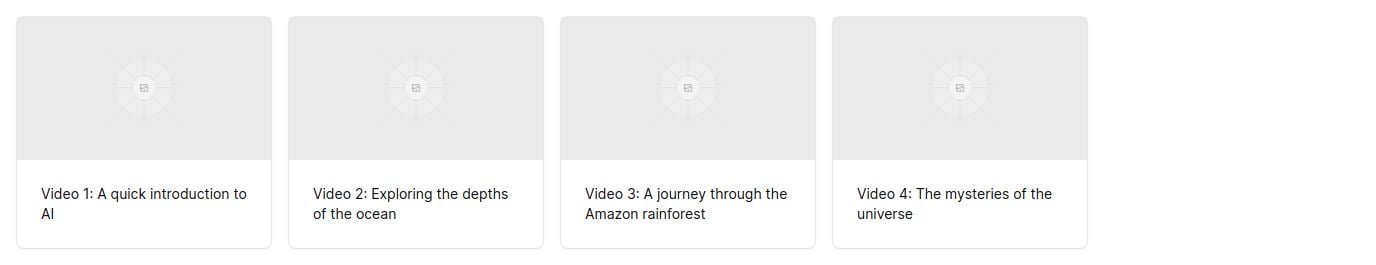 Video 1: A quick introduction to
AI
Video 2: Exploring the depths
of the ocean
Video 3: A journey through the
Amazon rainforest
Video 4: The mysteries of the
universe